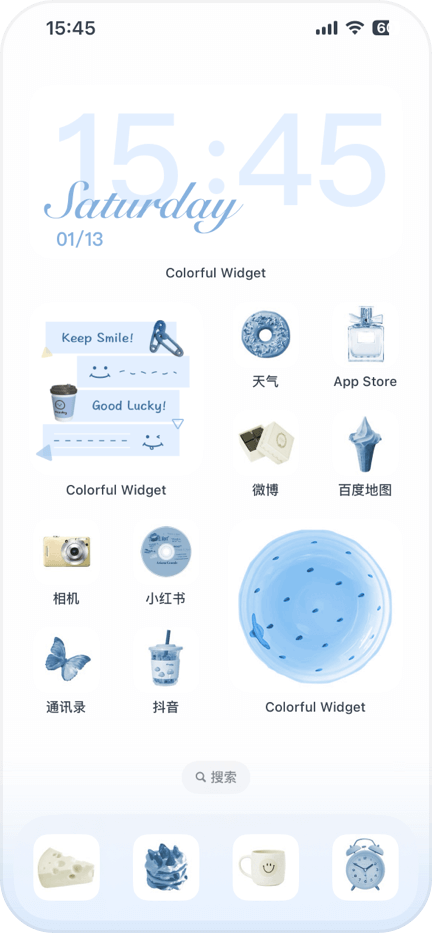 15:45
15:45
Saturday
01/13
Colorful Widget
Keep Smile!
Good Lucky!
Colorful Widget
天气
App Store
微博
百度地图
相机
小红书
通讯录
抖音
Colorful Widget
搜索